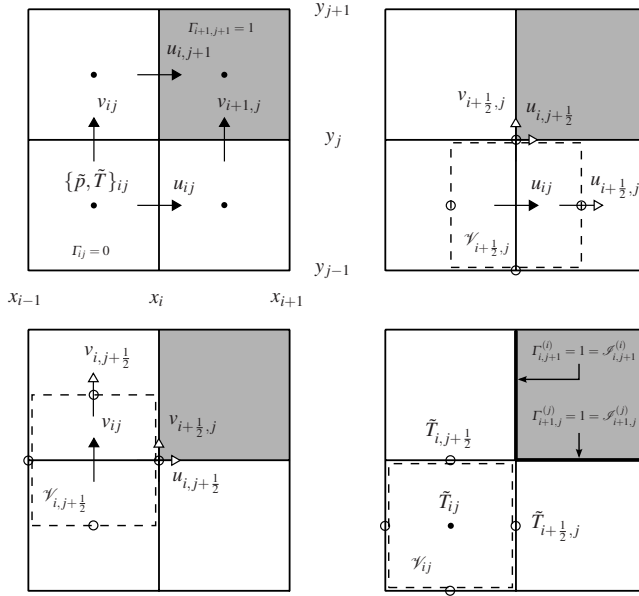 Γ_{i+1,j+1} = 1
u_{i,j+1}
v_{ij}
v_{i+1,j}
{p̃, T̃}_{ij}
u_{ij}
Γ_{ij} = 0
y_{j+1}
y_j
y_{j-1}
x_{i-1}
x_i
x_{i+1}
v_{i+1/2,j}
u_{i,j+1/2}
u_{ij}
u_{i+1/2,j}
𝒱_{i+1/2,j}
v_{i,j+1/2}
v_{ij}
v_{i+1/2,j}
u_{i,j+1/2}
𝒱_{i,j+1/2}
Γ^{(i)}_{i,j+1} = 1 = ℐ^{(i)}_{i,j+1}
Γ^{(j)}_{i+1,j} = 1 = ℐ^{(j)}_{i+1,j}
T̃_{i,j+1/2}
T̃_{ij}
T̃_{i+1/2,j}
𝒱_{ij}